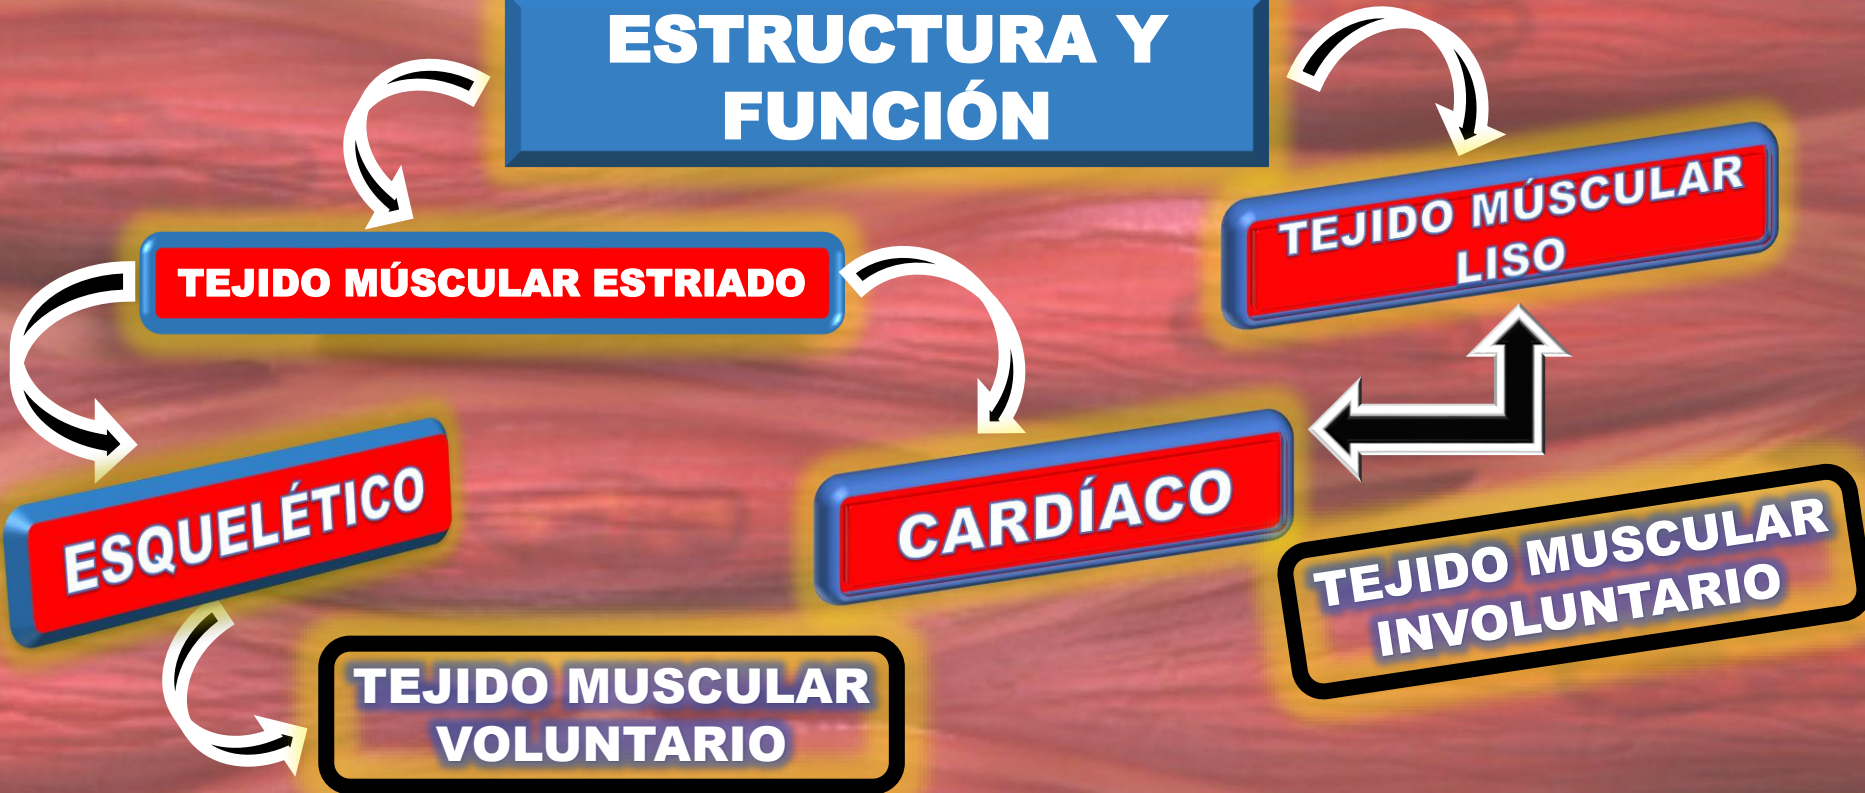 ESTRUCTURA Y
FUNCIÓN
TEJIDO MÚSCULAR
LISO
TEJIDO MÚSCULAR ESTRIADO
ESQUELÉTICO
CARDÍACO
TEJIDO MUSCULAR
INVOLUNTARIO
TEJIDO MUSCULAR
VOLUNTARIO